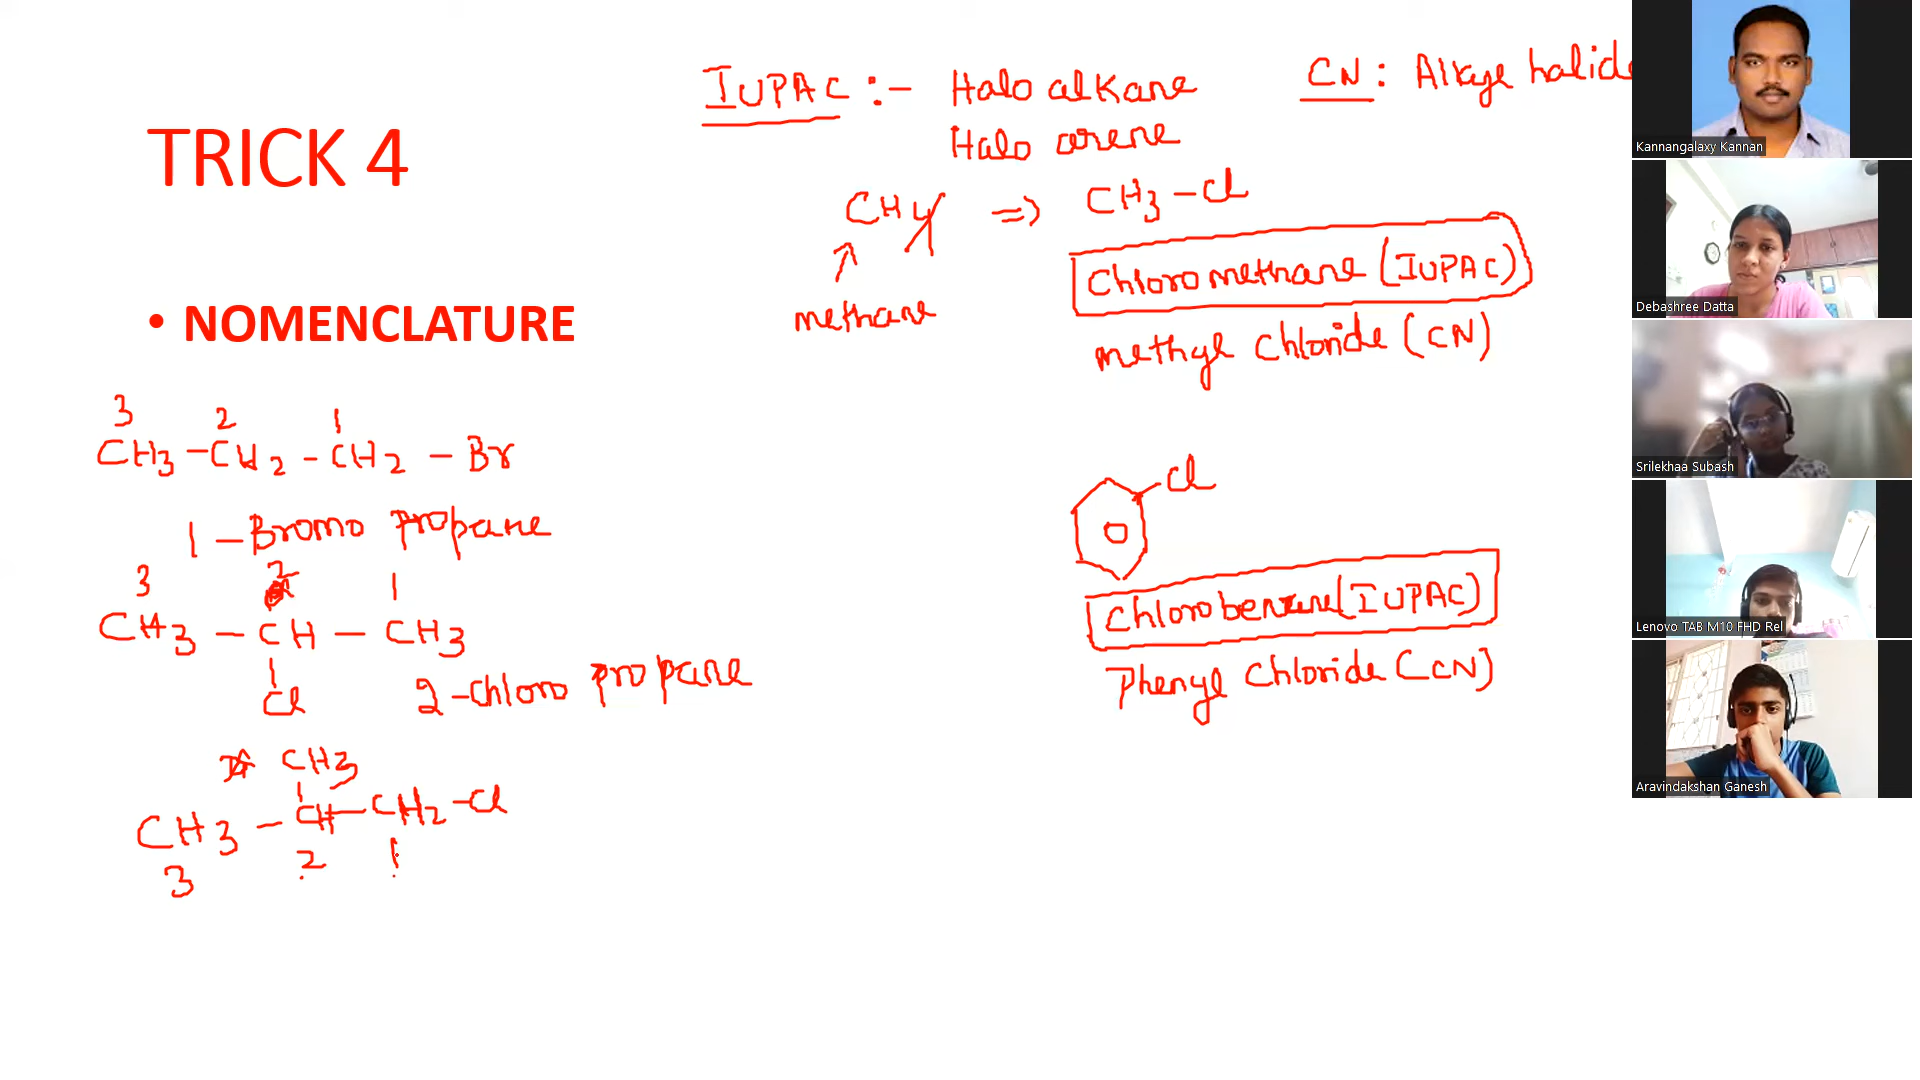 IUPAC :- Halo alkane
Halo arene
CN : Alkyl halide
TRICK 4
CH4 ⇒ CH3-Cl
methane
Chloromethane (IUPAC)
methyl chloride (CN)
• NOMENCLATURE
3 2 1
CH3-CH2-CH2-Br
1-Bromo propane
3 2 1
CH3-CH-CH3
Cl
2-chloro propane
CH3
CH3-CH-CH2-Cl
3 2 1
Cl
Chlorobenzene (IUPAC)
Phenyl chloride (CN)
Kannangalaxy Kannan
Debashree Datta
Srilekhaa Subash
Lenovo TAB M10 FHD Rel
Aravindakshan Ganesh